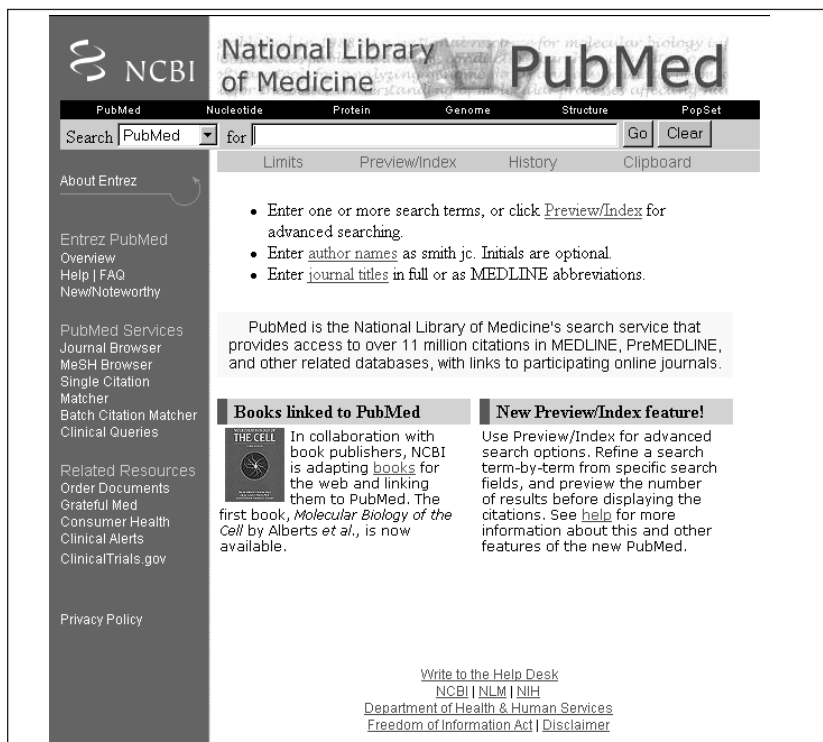 NCBI
National Library
of Medicine
PubMed
PubMed Nucleotide Protein Genome Structure PopSet
Search PubMed for Go Clear
Limits Preview/Index History Clipboard
About Entrez
Entrez PubMed
Overview
Help | FAQ
New/Noteworthy
PubMed Services
Journal Browser
MeSH Browser
Single Citation
Matcher
Batch Citation Matcher
Clinical Queries
Related Resources
Order Documents
Grateful Med
Consumer Health
Clinical Alerts
ClinicalTrials.gov
Privacy Policy
• Enter one or more search terms, or click Preview/Index for
advanced searching.
• Enter author names as smith jc. Initials are optional.
• Enter journal titles in full or as MEDLINE abbreviations.
PubMed is the National Library of Medicine's search service that
provides access to over 11 million citations in MEDLINE, PreMEDLINE,
and other related databases, with links to participating online journals.
Books linked to PubMed
THE CELL
In collaboration with
book publishers, NCBI
is adapting books for
the web and linking
them to PubMed. The
first book, Molecular Biology of the
Cell by Alberts et al., is now
available.
New Preview/Index feature!
Use Preview/Index for advanced
search options. Refine a search
term-by-term from specific search
fields, and preview the number
of results before displaying the
citations. See help for more
information about this and other
features of the new PubMed.
Write to the Help Desk
NCBI | NLM | NIH
Department of Health & Human Services
Freedom of Information Act | Disclaimer